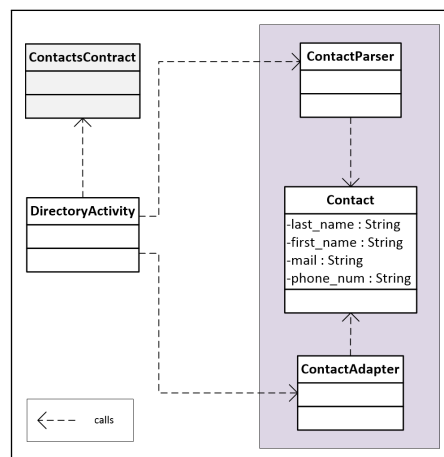 ContactsContract
ContactParser
DirectoryActivity
Contact
-last_name : String
-first_name : String
-mail : String
-phone_num : String
ContactAdapter
calls